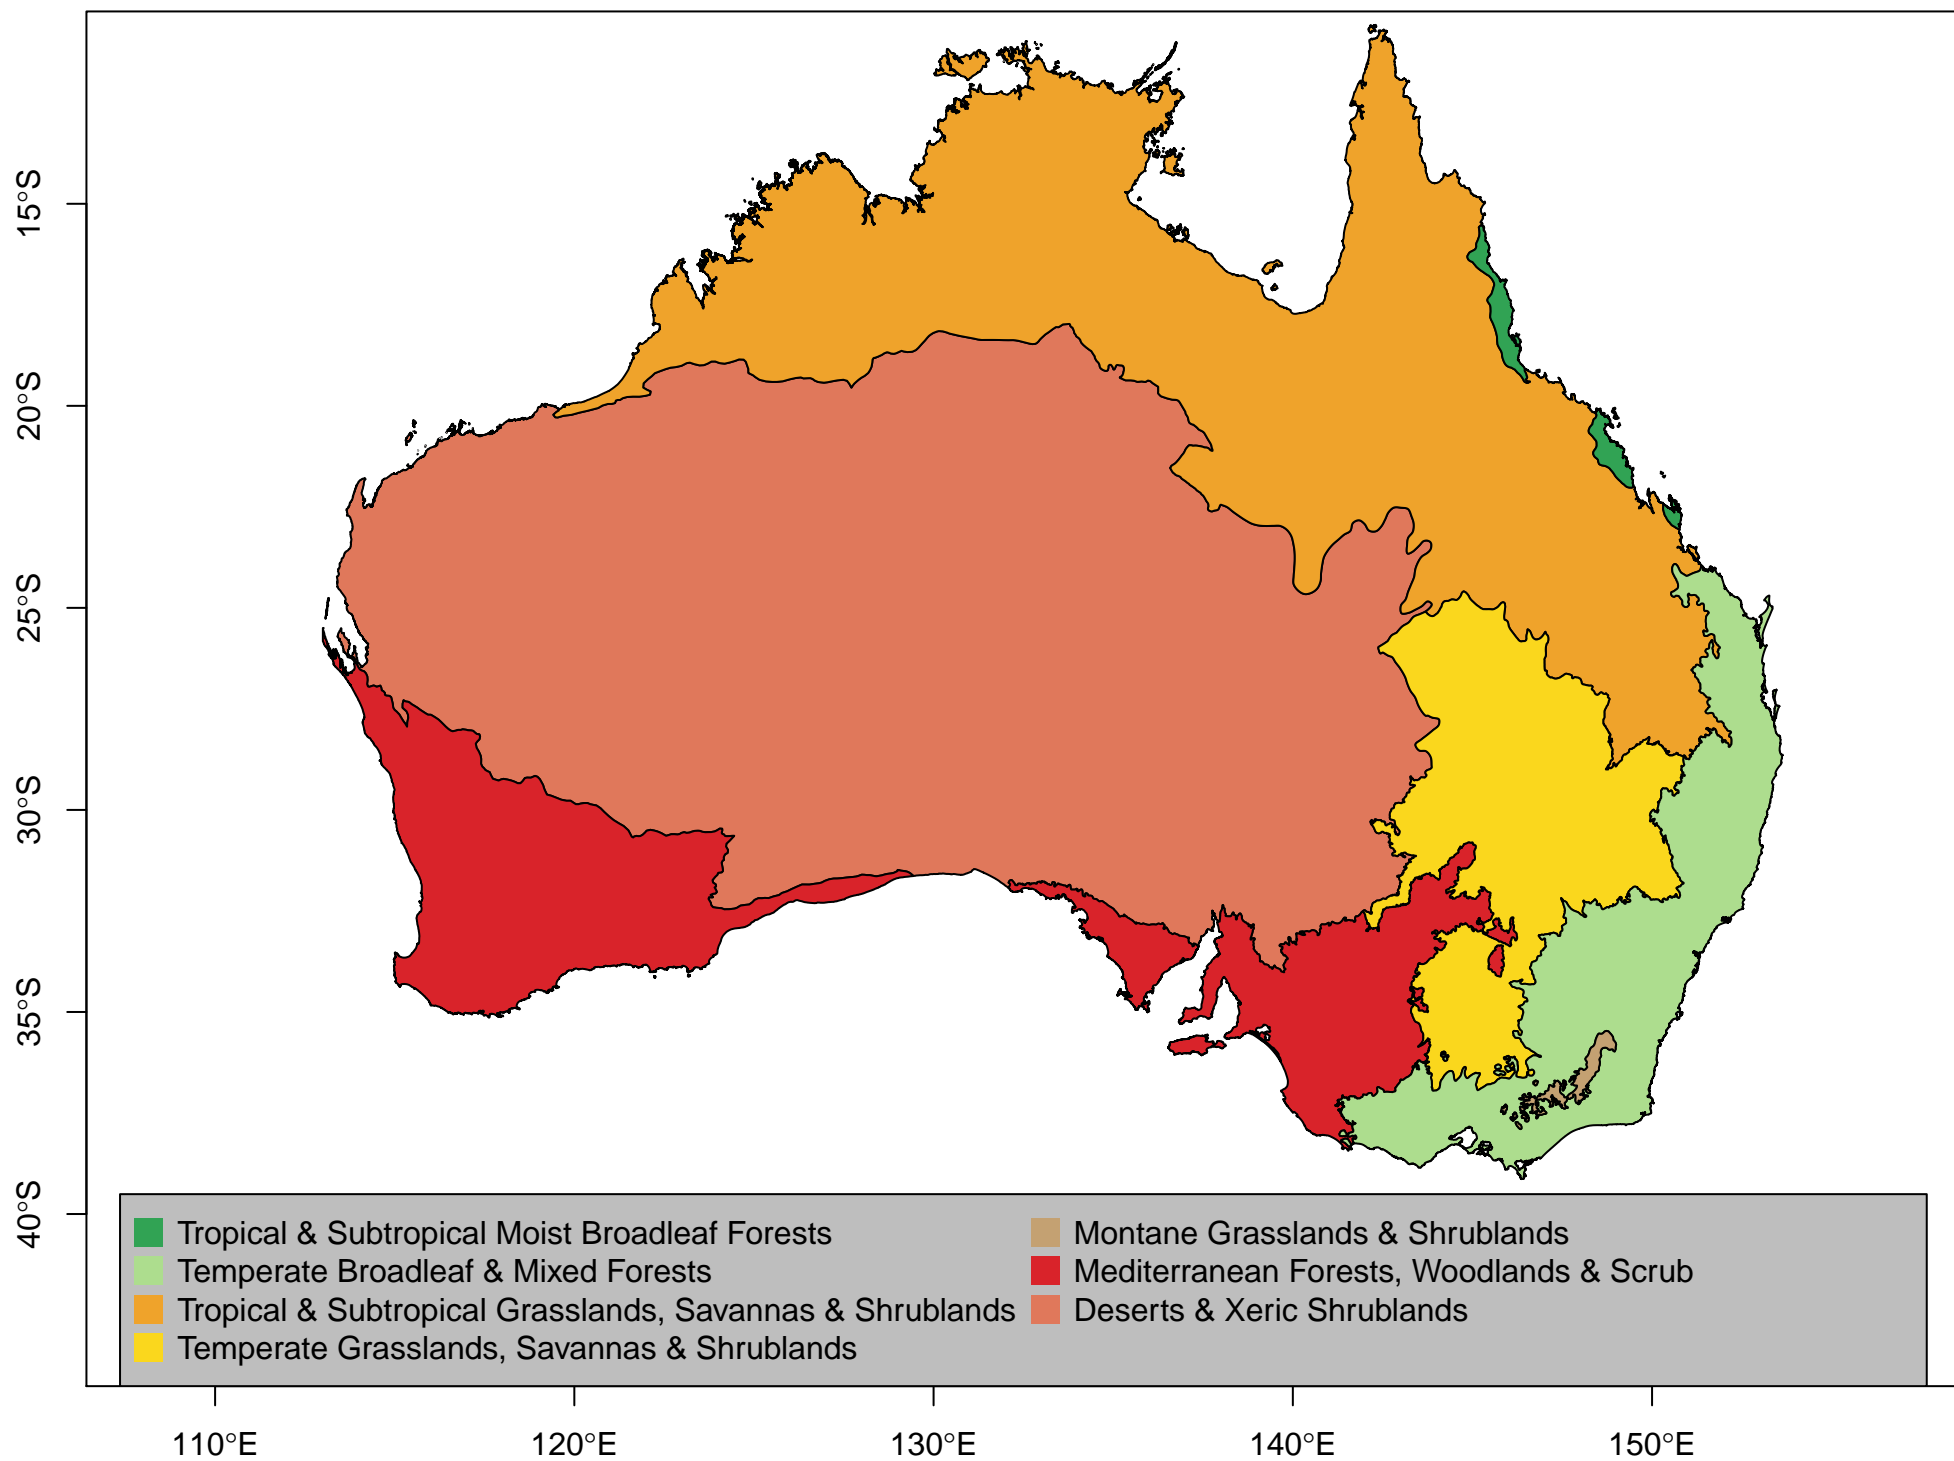 15°S
20°S
25°S
30°S
35°S
40°S
Tropical & Subtropical Moist Broadleaf Forests
Temperate Broadleaf & Mixed Forests
Tropical & Subtropical Grasslands, Savannas & Shrublands
Temperate Grasslands, Savannas & Shrublands
Montane Grasslands & Shrublands
Mediterranean Forests, Woodlands & Scrub
Deserts & Xeric Shrublands
110°E
120°E
130°E
140°E
150°E